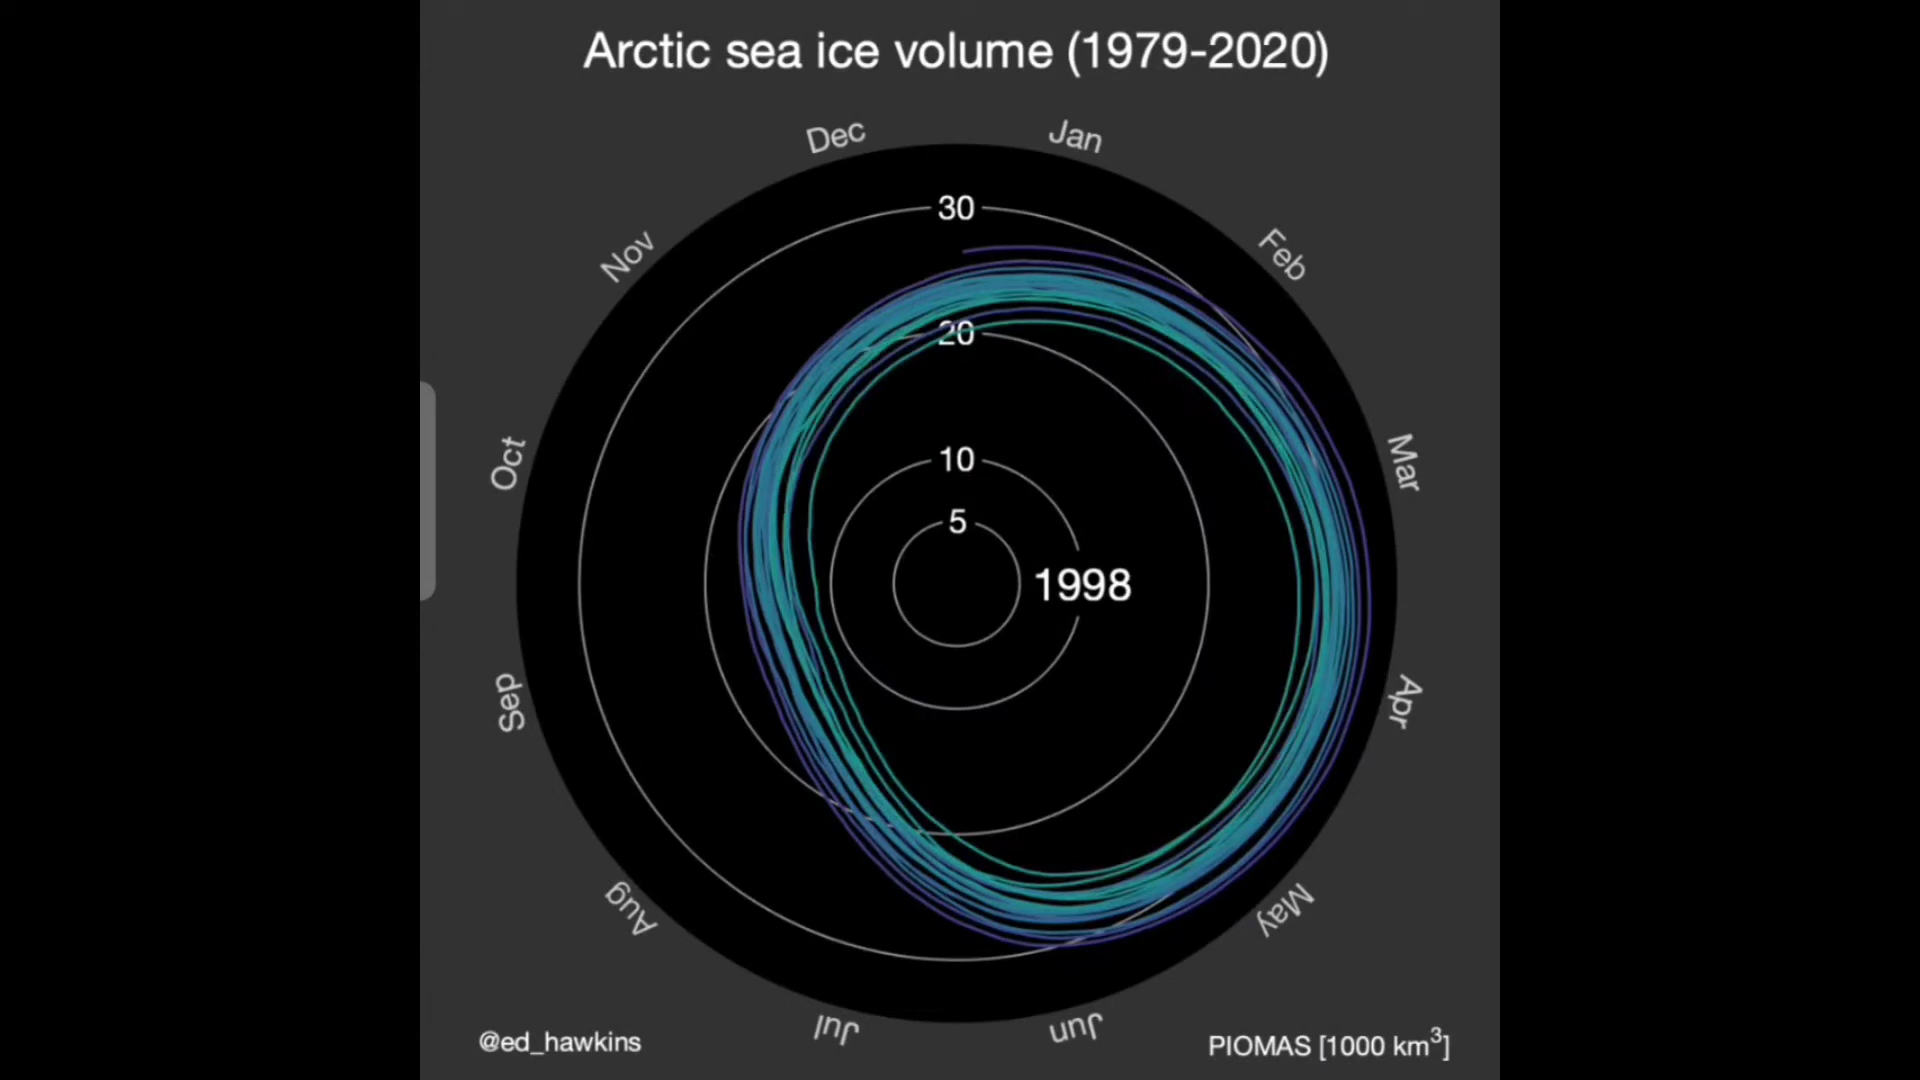 Arctic sea ice volume (1979-2020)
Dec
Jan
Nov
Feb
30
20
Oct
Mar
10
5
1998
Sep
Apr
Aug
May
Jul
Jun
@ed_hawkins
PIOMAS [1000 km³]